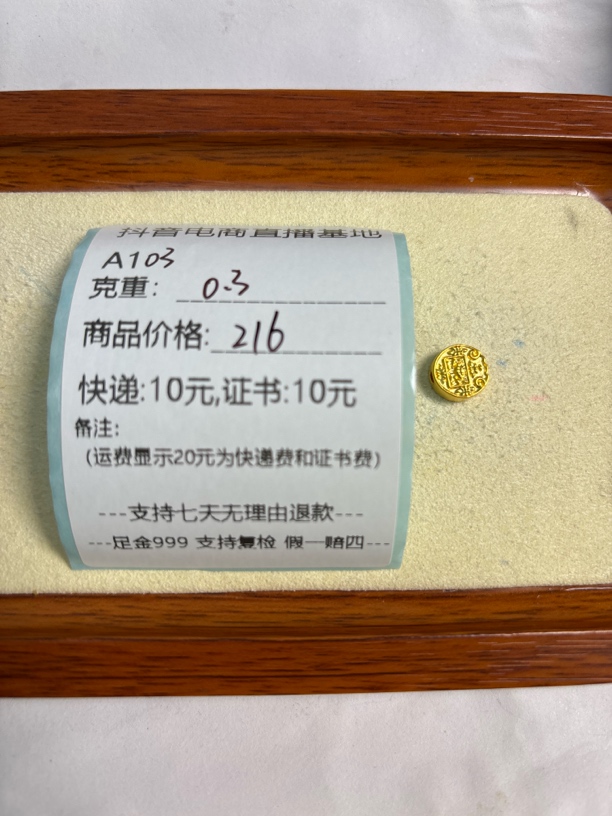 抖音电商直播基地
A103
克重: 0.3
商品价格: 216
快递:10元,证书:10元
备注:
(运费显示20元为快递费和证书费)
---支持七天无理由退款---
---足金999 支持复检 假一赔四---